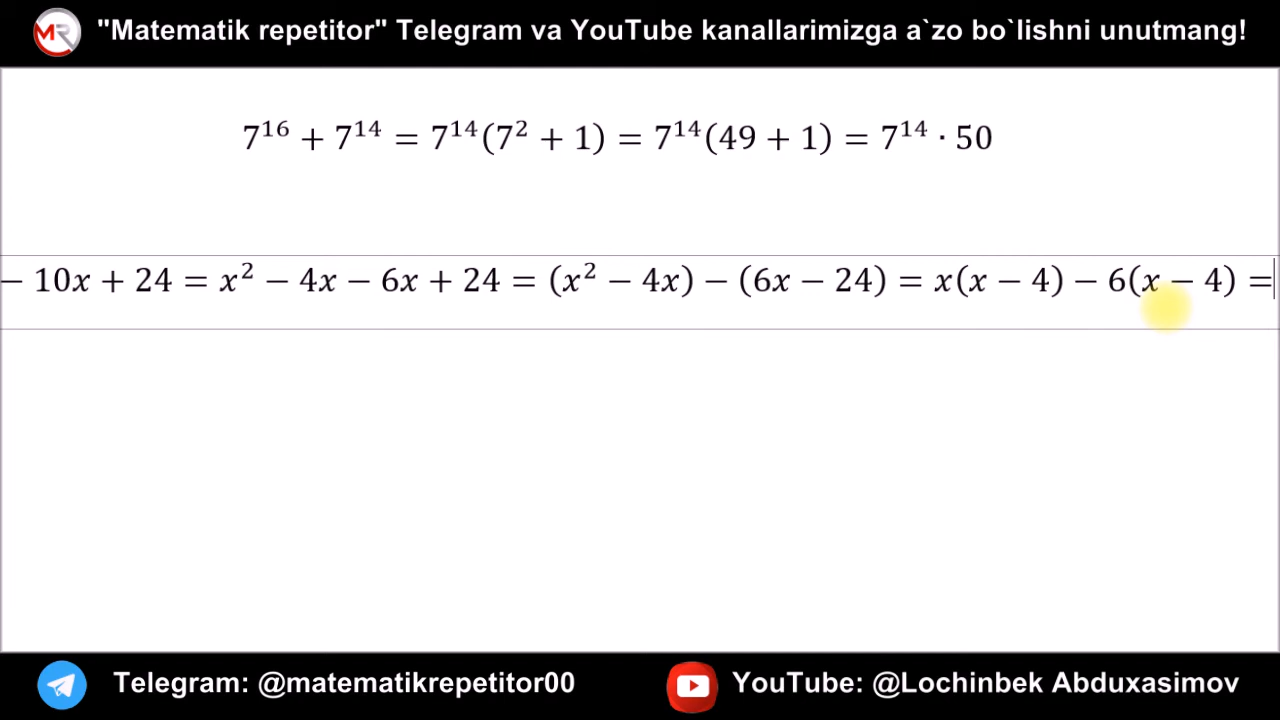 MR "Matematik repetitor" Telegram va YouTube kanallarimizga a`zo bo`lishni unutmang!
7¹⁶ + 7¹⁴ = 7¹⁴(7² + 1) = 7¹⁴(49 + 1) = 7¹⁴ · 50
− 10x + 24 = x² − 4x − 6x + 24 = (x² − 4x) − (6x − 24) = x(x − 4) − 6(x − 4) =
Telegram: @matematikrepetitor00 YouTube: @Lochinbek Abduxasimov